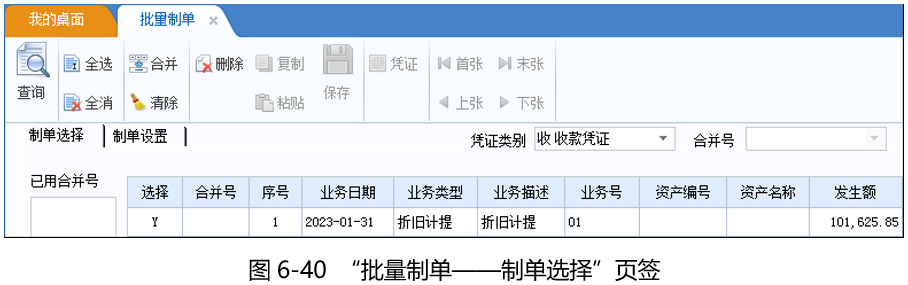 我的桌面 批量制单
全选 合并 删除 复制 凭证 首张 末张
查询 全消 清除 粘贴 保存 上张 下张
制单选择 制单设置 凭证类别 收 收款凭证 合并号
已用合并号
选择 合并号 序号 业务日期 业务类型 业务描述 业务号 资产编号 资产名称 发生额
Y 1 2023-01-31 折旧计提 折旧计提 01 101,625.85
图 6-40 “批量制单——制单选择”页签